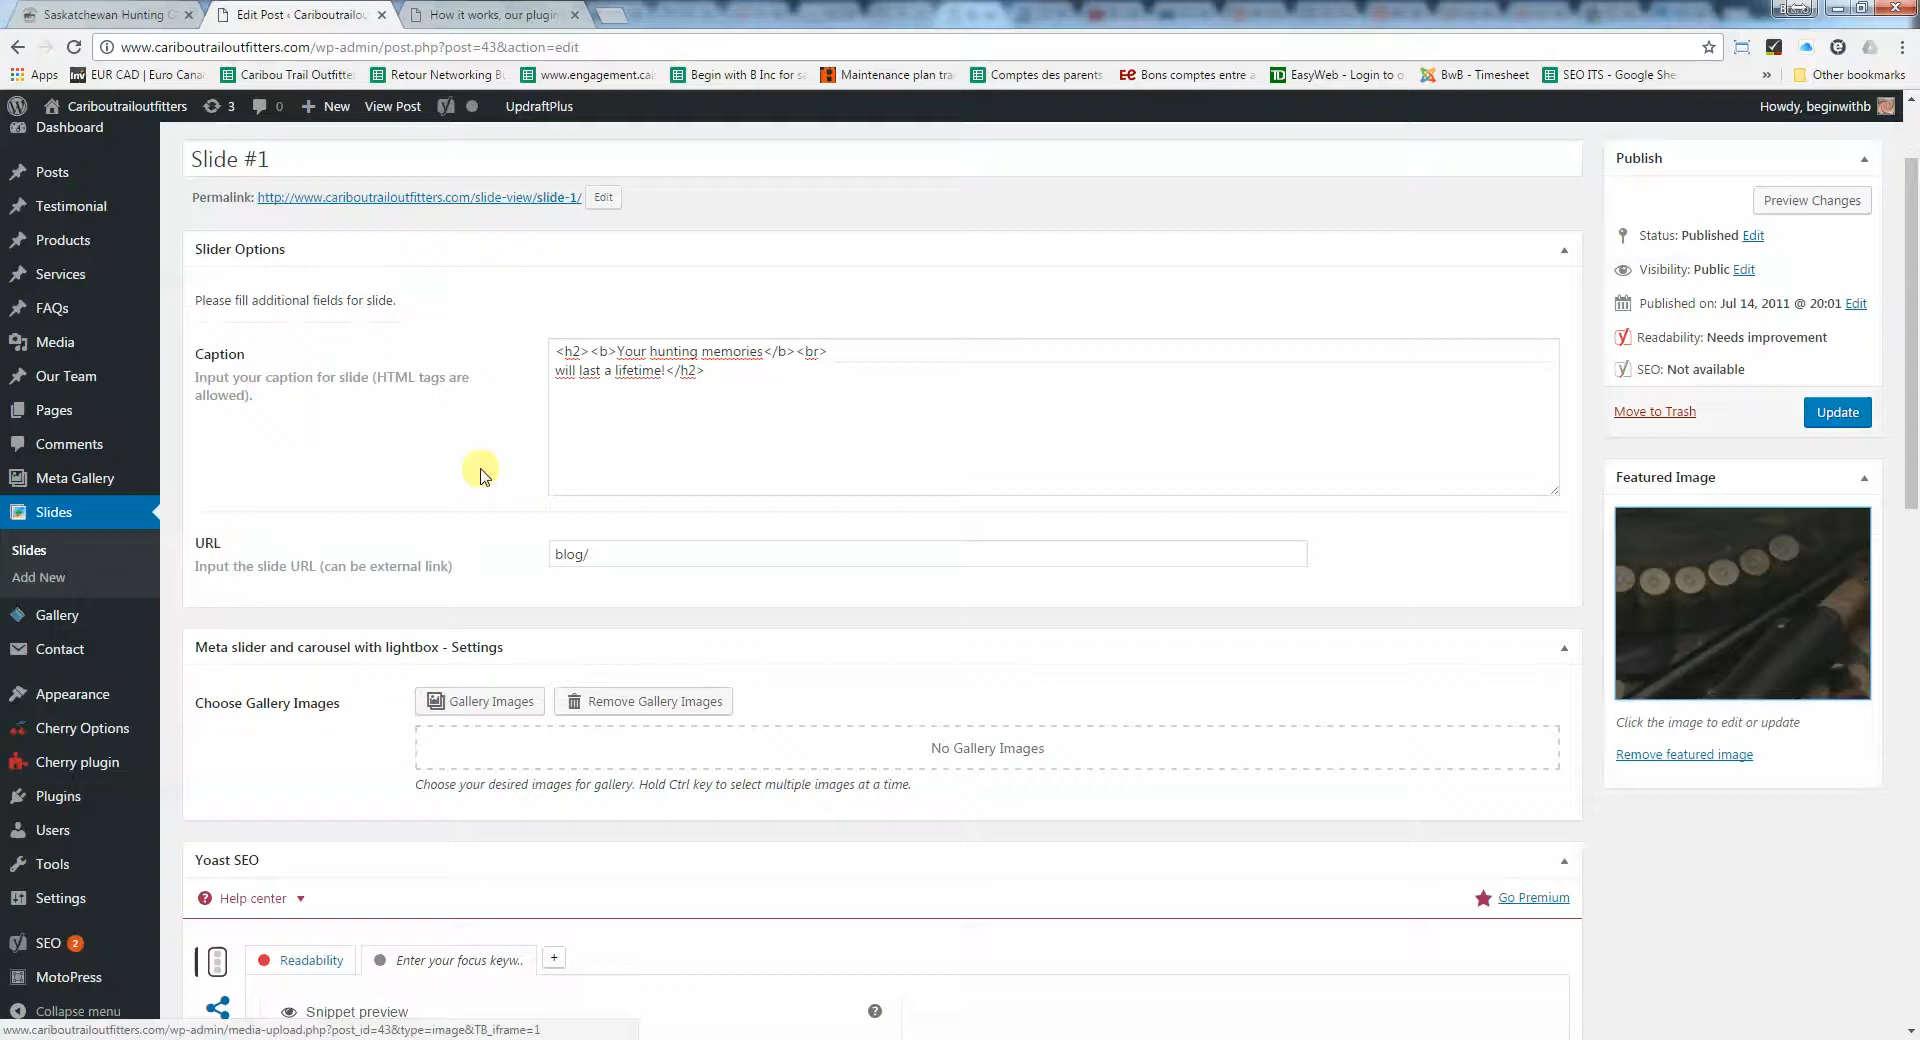 Saskatchewan Hunting
Edit Post ‹ Cariboutrailou
How it works, our plugin
www.cariboutrailoutfitters.com/wp-admin/post.php?post=43&action=edit
Apps
EUR CAD | Euro Cana
Caribou Trail Outfitte
Retour Networking B
www.engagement.ca
Begin with B Inc for s
Maintenance plan tra
Comptes des parents
Bons comptes entre a
EasyWeb - Login to
BwB - Timesheet
SEO ITS - Google She
»
Other bookmarks
Cariboutrailoutfitters
3
0
New
View Post
UpdraftPlus
Howdy, beginwithb
Dashboard
Posts
Testimonial
Products
Services
FAQs
Media
Our Team
Pages
Comments
Meta Gallery
Slides
Slides
Add New
Gallery
Contact
Appearance
Cherry Options
Cherry plugin
Plugins
Users
Tools
Settings
SEO 2
MotoPress
Collapse menu
Slide #1
Permalink: http://www.cariboutrailoutfitters.com/slide-view/slide-1/ Edit
Slider Options
Please fill additional fields for slide.
Caption
Input your caption for slide (HTML tags are
allowed).
<h2><b>Your hunting memories</b><br>
will last a lifetime!</h2>
URL
Input the slide URL (can be external link)
blog/
Meta slider and carousel with lightbox - Settings
Choose Gallery Images
Gallery Images
Remove Gallery Images
No Gallery Images
Choose your desired images for gallery. Hold Ctrl key to select multiple images at a time.
Yoast SEO
Help center
Go Premium
Readability
Enter your focus keyw..
+
Snippet preview
Publish
Preview Changes
Status: Published Edit
Visibility: Public Edit
Published on: Jul 14, 2011 @ 20:01 Edit
Readability: Needs improvement
SEO: Not available
Move to Trash
Update
Featured Image
Click the image to edit or update
Remove featured image
www.cariboutrailoutfitters.com/wp-admin/media-upload.php?post_id=43&type=image&TB_iframe=1